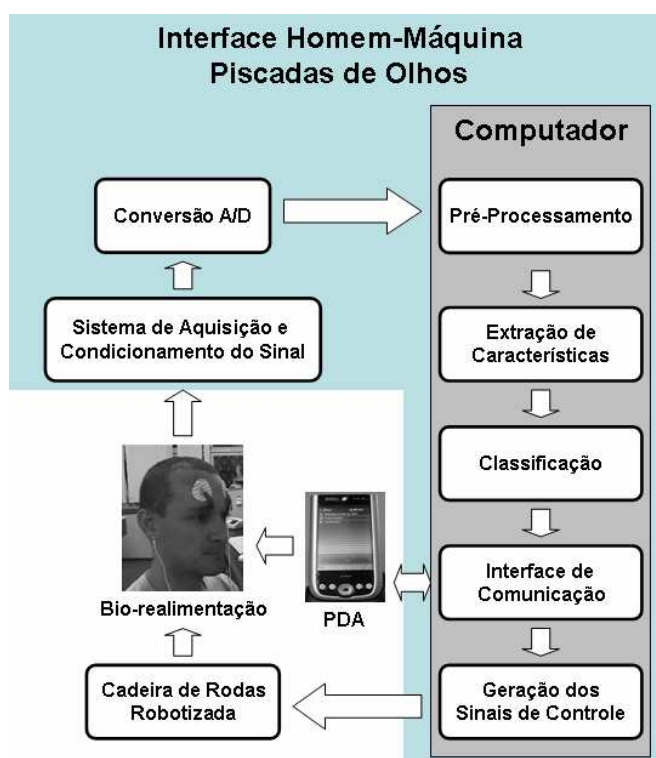 Interface Homem-Máquina
Piscadas de Olhos
Computador
Conversão A/D
Pré-Processamento
Sistema de Aquisição e
Condicionamento do Sinal
Extração de
Características
Classificação
Interface de
Comunicação
Bio-realimentação
PDA
Cadeira de Rodas
Robotizada
Geração dos
Sinais de Controle